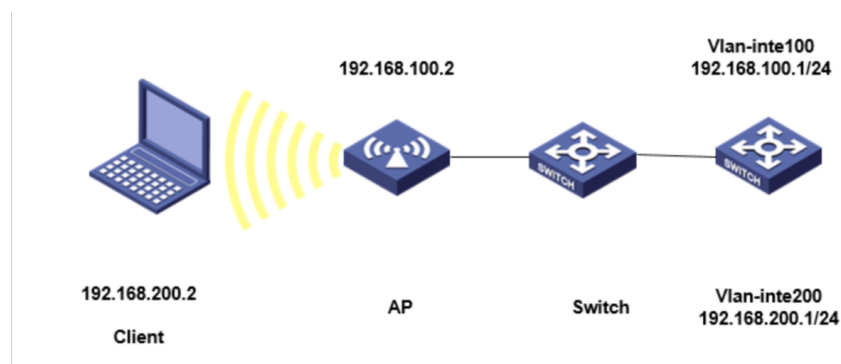 Vlan-inte100
192.168.100.2
192.168.100.1/24
SWITCH
SWITCH
192.168.200.2
AP
Switch
Vlan-inte200
192.168.200.1/24
Client